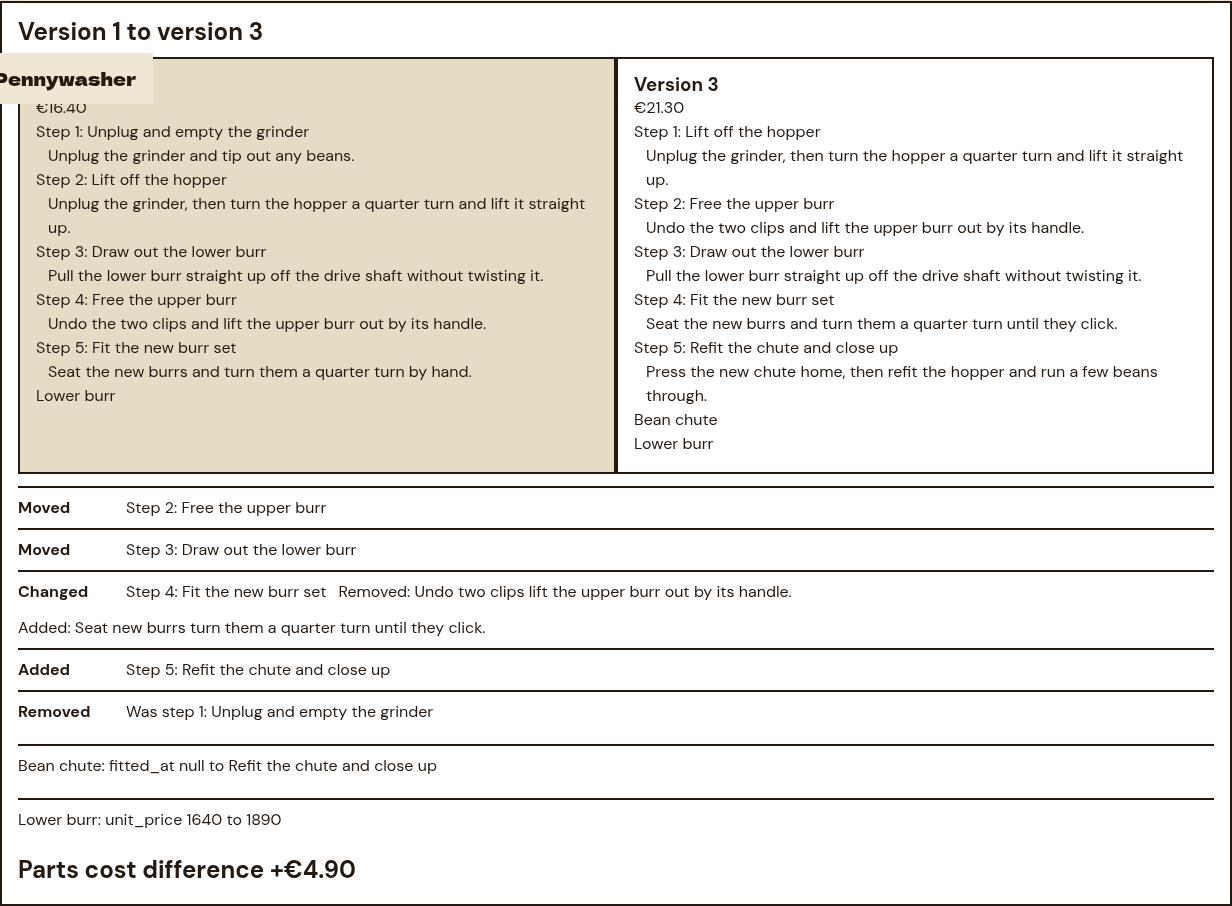 Version 1 to version 3
Pennywasher
€16.40
Step 1: Unplug and empty the grinder
Unplug the grinder and tip out any beans.
Step 2: Lift off the hopper
Unplug the grinder, then turn the hopper a quarter turn and lift it straight
up.
Step 3: Draw out the lower burr
Pull the lower burr straight up off the drive shaft without twisting it.
Step 4: Free the upper burr
Undo the two clips and lift the upper burr out by its handle.
Step 5: Fit the new burr set
Seat the new burrs and turn them a quarter turn by hand.
Lower burr
Version 3
€21.30
Step 1: Lift off the hopper
Unplug the grinder, then turn the hopper a quarter turn and lift it straight
up.
Step 2: Free the upper burr
Undo the two clips and lift the upper burr out by its handle.
Step 3: Draw out the lower burr
Pull the lower burr straight up off the drive shaft without twisting it.
Step 4: Fit the new burr set
Seat the new burrs and turn them a quarter turn until they click.
Step 5: Refit the chute and close up
Press the new chute home, then refit the hopper and run a few beans
through.
Bean chute
Lower burr
Moved Step 2: Free the upper burr
Moved Step 3: Draw out the lower burr
Changed Step 4: Fit the new burr set Removed: Undo two clips lift the upper burr out by its handle.
Added: Seat new burrs turn them a quarter turn until they click.
Added Step 5: Refit the chute and close up
Removed Was step 1: Unplug and empty the grinder
Bean chute: fitted_at null to Refit the chute and close up
Lower burr: unit_price 1640 to 1890
Parts cost difference +€4.90